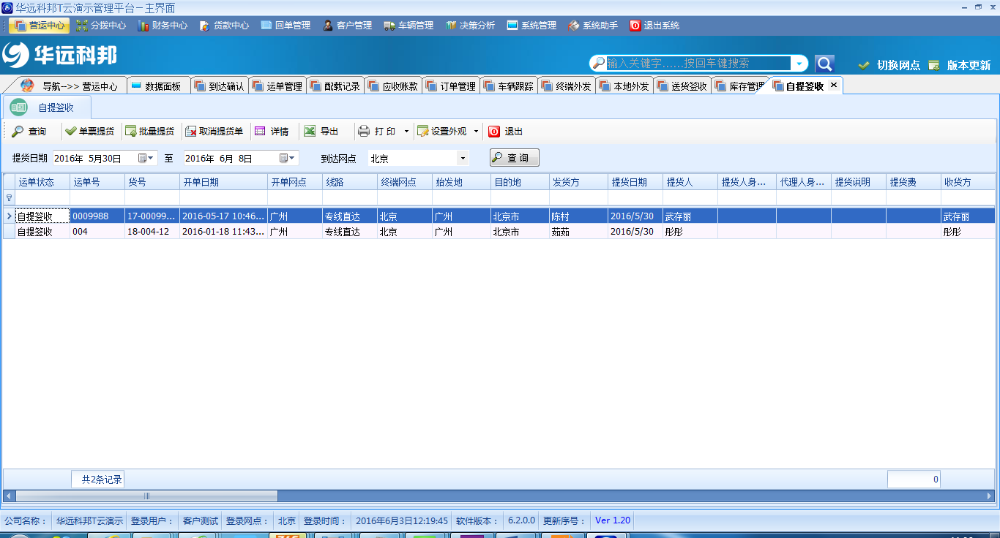 华远科邦T云演示管理平台－主界面
营运中心 分拨中心 财务中心 货款中心 回单管理 客户管理 车辆管理 决策分析 系统管理 系统助手 退出系统
华远科邦
输入关键字......按回车键搜索 切换网点 版本更新
导航-->> 营运中心 数据面板 到达确认 运单管理 配载记录 应收账款 订单管理 车辆跟踪 终端外发 本地外发 送货签收 库存管理 自提签收
自提签收
查询 单票提货 批量提货 取消提货单 详情 导出 打 印 设置外观 退出
提货日期 2016年 5月30日 至 2016年 6月 8日 到达网点 北京 查 询
运单状态 运单号 货号 开单日期 开单网点 线路 终端网点 始发地 目的地 发货方 提货日期 提货人 提货人身... 代理人身... 提货说明 提货费 收货方
自提签收 0009988 17-00099... 2016-05-17 10:46... 广州 专线直达 北京 广州 北京市 陈村 2016/5/30 武存丽 武存丽
自提签收 004 18-004-12 2016-01-18 11:43... 广州 专线直达 北京 广州 北京市 茹茹 2016/5/30 彤彤 彤彤
共2条记录 0
公司名称： 华远科邦T云演示 登录用户： 客户测试 登录网点： 北京 登录时间： 2016年6月3日12:19:45 软件版本： 6.2.0.0 更新序号： Ver 1.20